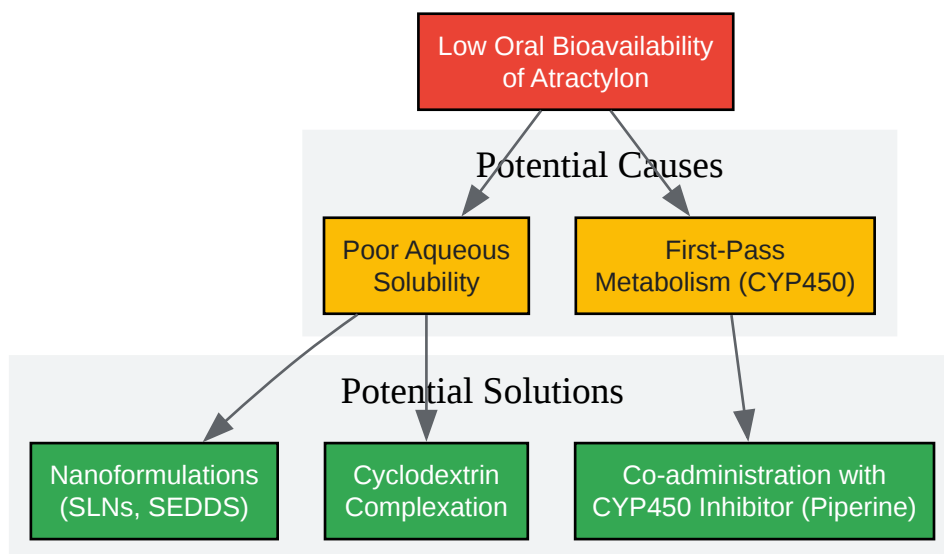 Low Oral Bioavailability
of Atractylon
Potential Causes
Poor Aqueous
Solubility
First-Pass
Metabolism (CYP450)
Potential Solutions
Nanoformulations
(SLNs, SEDDS)
Cyclodextrin
Complexation
Co-administration with
CYP450 Inhibitor (Piperine)